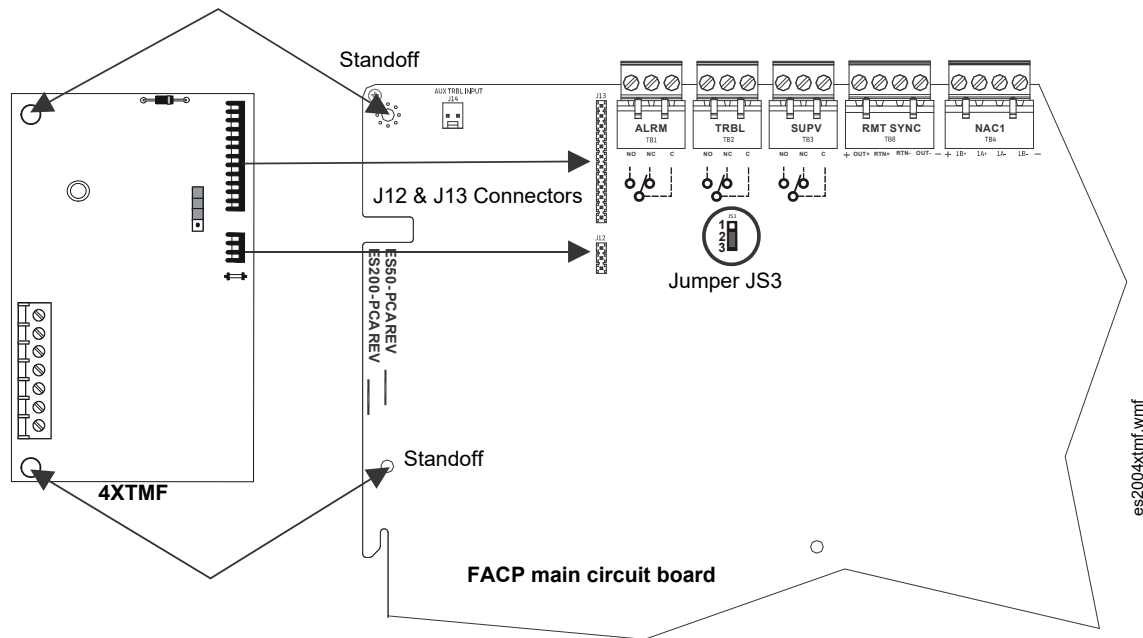 Standoff
AUX TRBL INPUT
J14
J13
ALRM
TB1
TRBL
TB2
SUPV
TB3
RMT SYNC
TB6
NAC1
TB4
NO NC C
NO NC C
NO NC C
+ OUT+ RTN+ RTN- OUT- -
+ 1B+ 1A+ 1A- 1B- -
J12 & J13 Connectors
JS3
1
2
3
J12
Jumper JS3
ES50-PCA REV
ES200-PCA REV
Standoff
4XTMF
FACP main circuit board
es2004xtmf.wmf